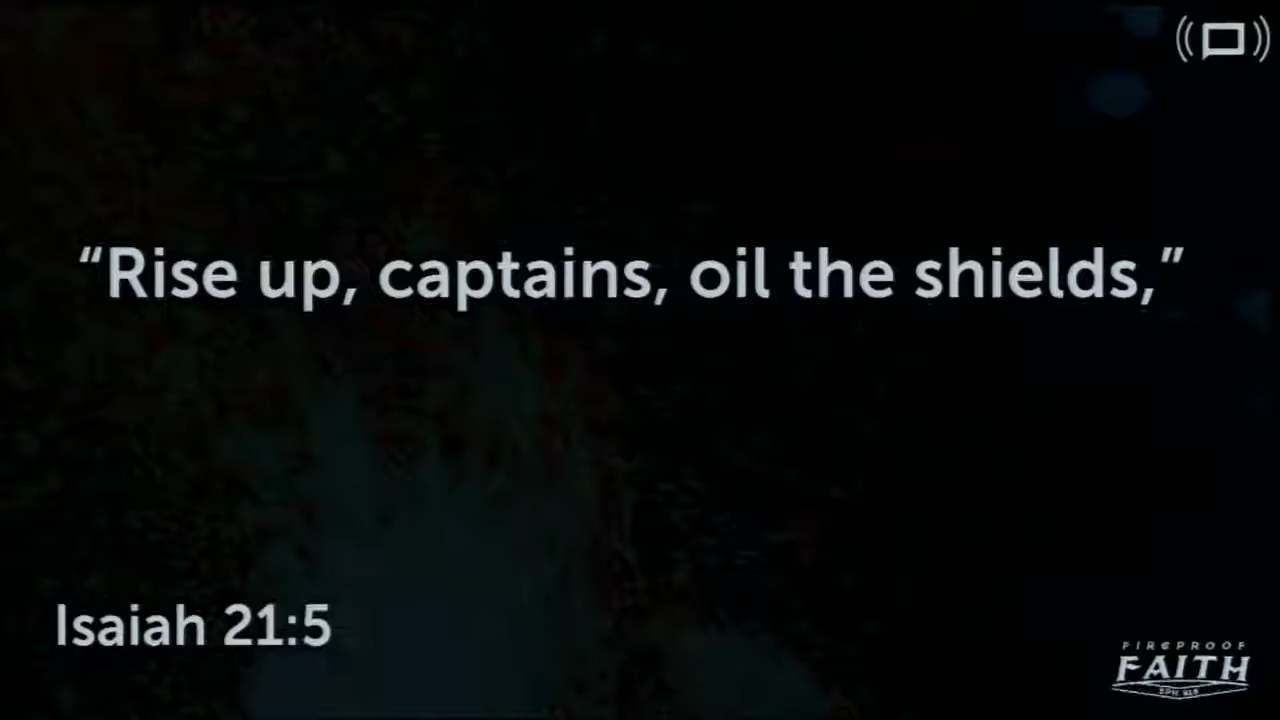 “Rise up, captains, oil the shields,”
Isaiah 21:5
FIREPROOF
FAITH